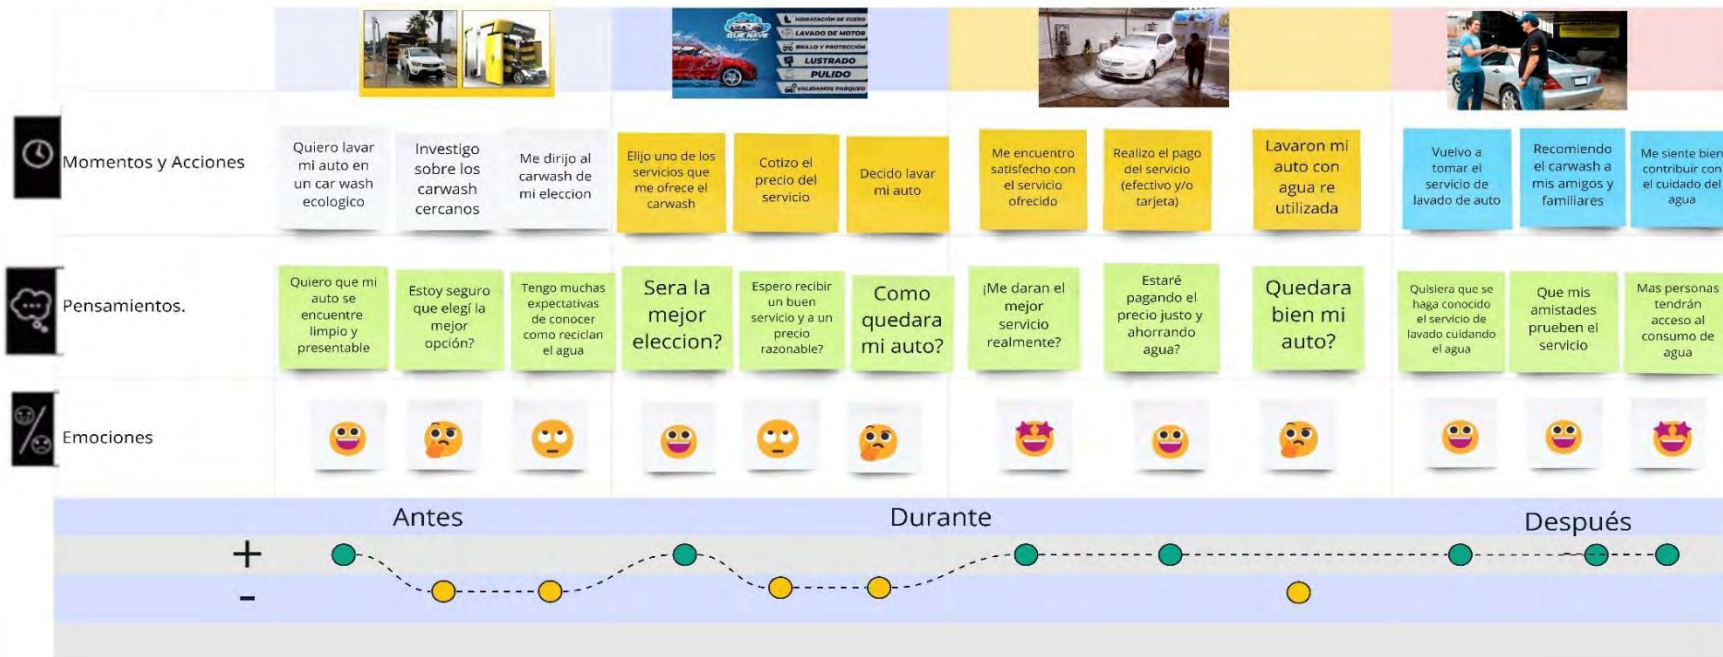 QUE NAVE
HIDRATACIÓN DE CUERO
LAVADO DE MOTOR
BRILLO Y PROTECCIÓN
LUSTRADO
PULIDO
VALIDAMOS PARQUEO
Momentos y Acciones
Quiero lavar
mi auto en
un car wash
ecologico
Investigo
sobre los
carwash
cercanos
Me dirijo al
carwash de
mi eleccion
Elijo uno de los
servicios que
me ofrece el
carwash
Cotizo el
precio del
servicio
Decido lavar
mi auto
Me encuentro
satisfecho con
el servicio
ofrecido
Realizo el pago
del servicio
(efectivo y/o
tarjeta)
Lavaron mi
auto con
agua re
utilizada
Vuelvo a
tomar el
servicio de
lavado de auto
Recomiendo
el carwash a
mis amigos y
familiares
Me siente bien
contribuir con
el cuidado del
agua
Pensamientos.
Quiero que mi
auto se
encuentre
limpio y
presentable
Estoy seguro
que elegí la
mejor
opción?
Tengo muchas
expectativas
de conocer
como reciclan
el agua
Sera la
mejor
eleccion?
Espero recibir
un buen
servicio y a un
precio
razonable?
Como
quedara
mi auto?
¡Me daran el
mejor
servicio
realmente?
Estaré
pagando el
precio justo y
ahorrando
agua?
Quedara
bien mi
auto?
Quisiera que se
haga conocido
el servicio de
lavado cuidando
el agua
Que mis
amistades
prueben el
servicio
Mas personas
tendrán
acceso al
consumo de
agua
Emociones
Antes
Durante
Después
+
-